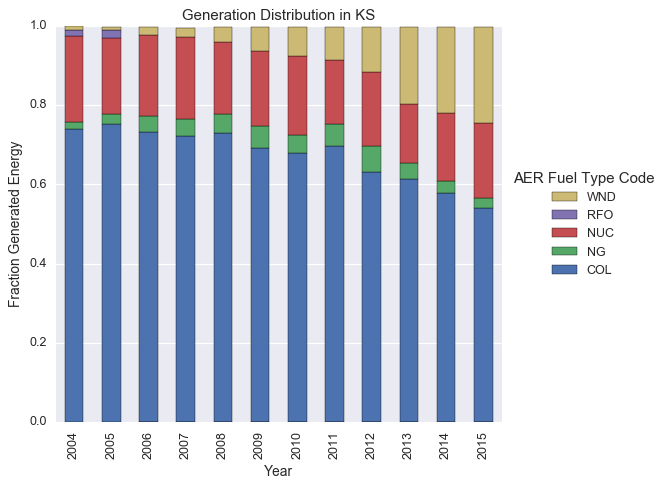 Generation Distribution in KS
1.0
0.8
0.6
0.4
0.2
0.0
Fraction Generated Energy
2004
2005
2006
2007
2008
2009
2010
2011
2012
2013
2014
2015
Year
AER Fuel Type Code
WND
RFO
NUC
NG
COL